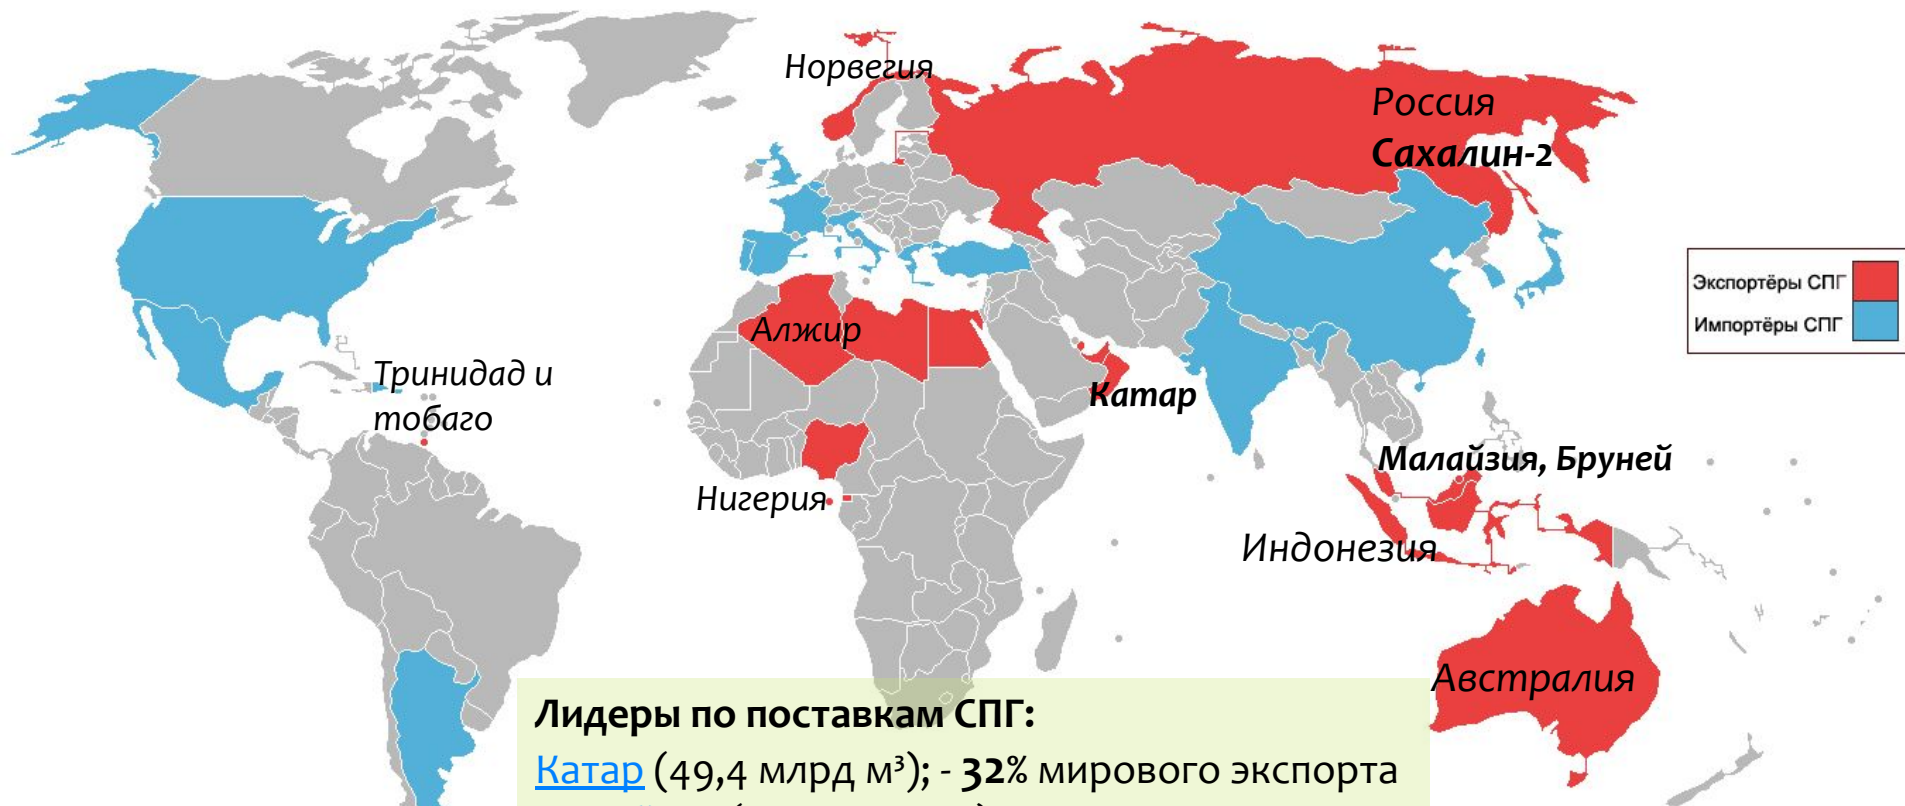 Норвегия
Россия
Сахалин-2
Экспортёры СПГ
Импортёры СПГ
Алжир
Тринидад и
тобаго
Катар
Малайзия, Бруней
Нигерия
Индонезия
Австралия
Лидеры по поставкам СПГ:
Катар (49,4 млрд м³); - 32% мирового экспорта